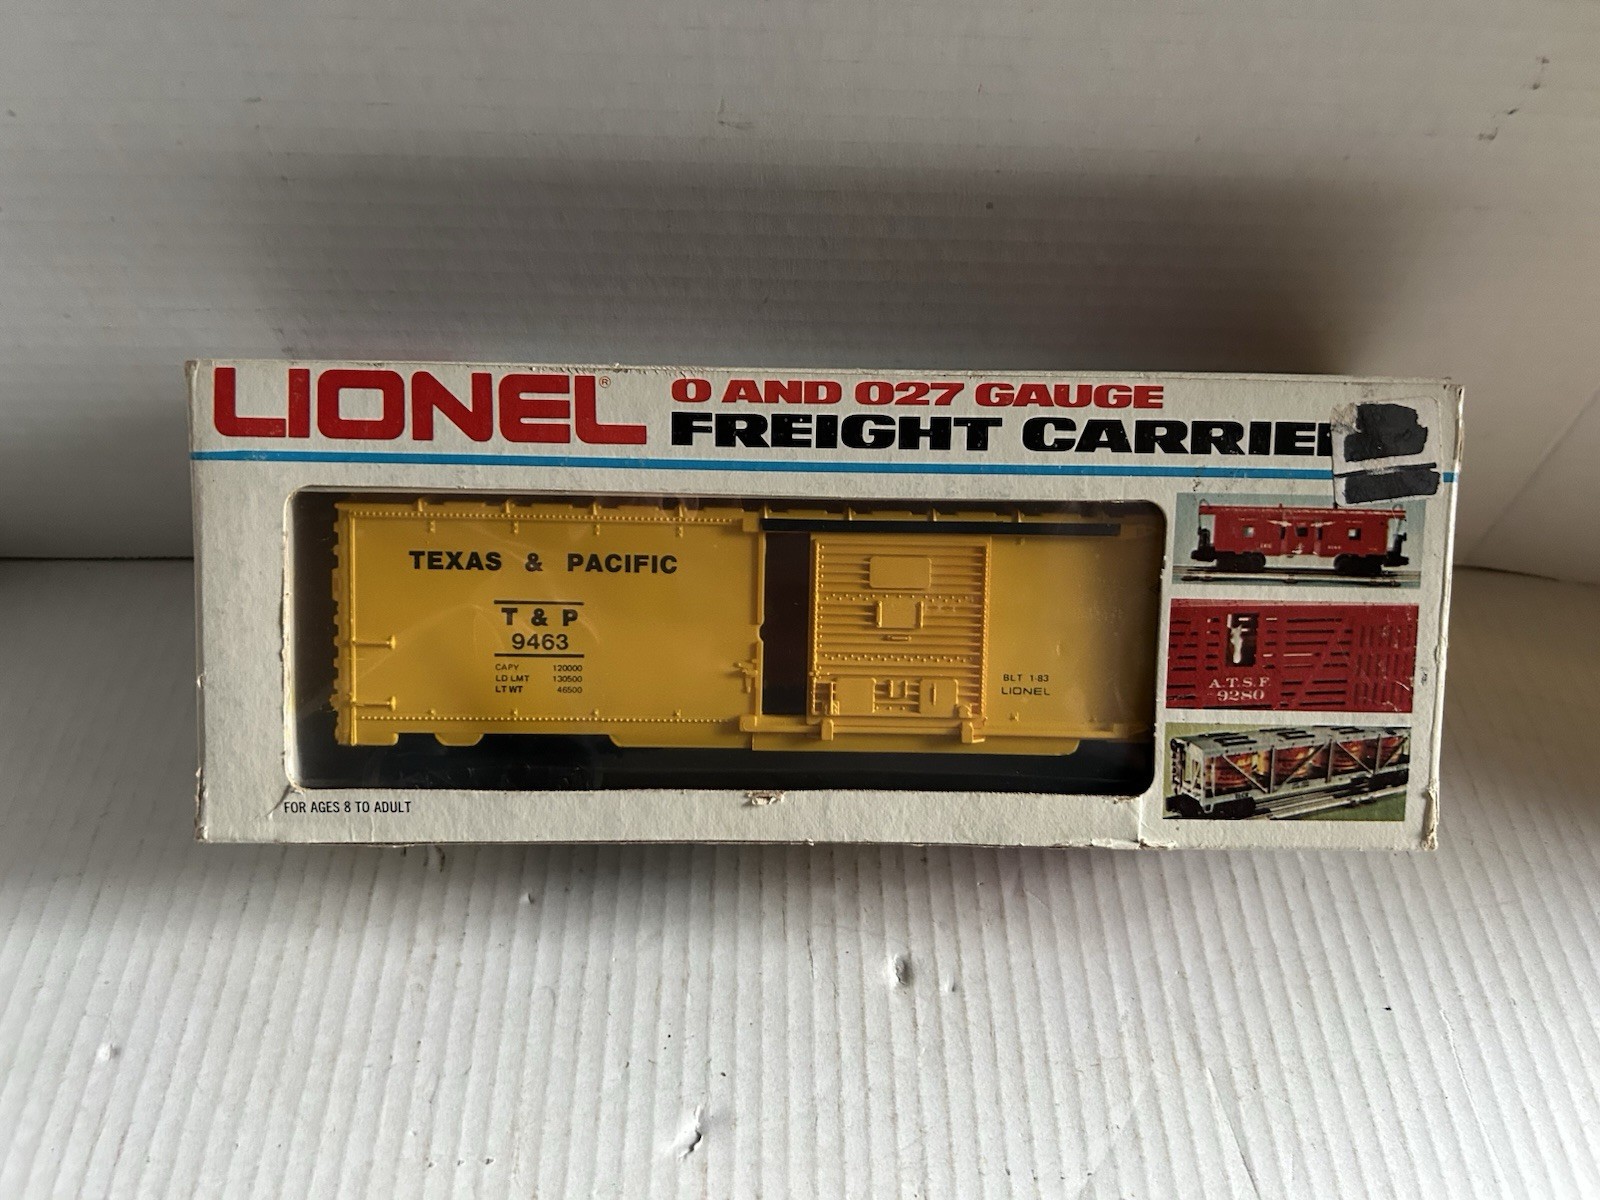 LIONEL®
O AND O27 GAUGE
FREIGHT CARRIE
TEXAS & PACIFIC
T & P
9463
CAPY 120000
LD LMT 130500
LT WT 46500
BLT 1-83
LIONEL
A.T.S.F.
9280
FOR AGES 8 TO ADULT